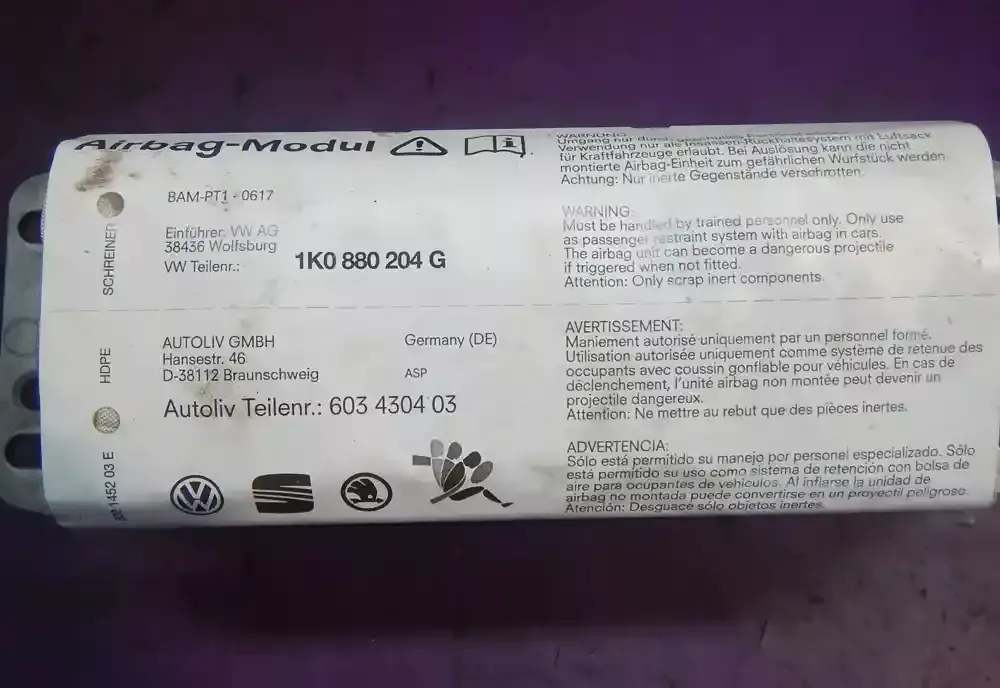 Airbag-Modul
BAM-PT1 - 0617
Einführer: VW AG
38436 Wolfsburg
VW Teilenr.:
1K0 880 204 G
SCHREINER
HDPE
1452 03 E
AUTOLIV GMBH
Hansestr. 46
D-38112 Braunschweig
Germany (DE)
ASP
Autoliv Teilenr.: 603 4304 03
WARNUNG:
Umgang nur durch
Verwendung nur als Insassen-Rückhaltesystem mit Luftsack
für Kraftfahrzeuge erlaubt. Bei Auslösung kann die nicht
montierte Airbag-Einheit zum gefährlichen Wurfstück werden.
Achtung: Nur inerte Gegenstände verschrotten.
WARNING:
Must be handled by trained personnel only. Only use
as passenger restraint system with airbag in cars.
The airbag unit can become a dangerous projectile
if triggered when not fitted.
Attention: Only scrap inert components.
AVERTISSEMENT:
Maniement autorisé uniquement par un personnel formé.
Utilisation autorisée uniquement comme système de retenue des
occupants avec coussin gonflable pour véhicules. En cas de
déclenchement, l'unité airbag non montée peut devenir un
projectile dangereux.
Attention: Ne mettre au rebut que des pièces inertes.
ADVERTENCIA:
Sólo está permitido su manejo por personel especializado. Sólo
está permitido su uso como sistema de retención con bolsa de
aire para ocupantes de vehículos. Al inflarse la unidad de
airbag no montada puede convertirse en un proyectil peligroso.
Atención: Desguace sólo objetos inertes.